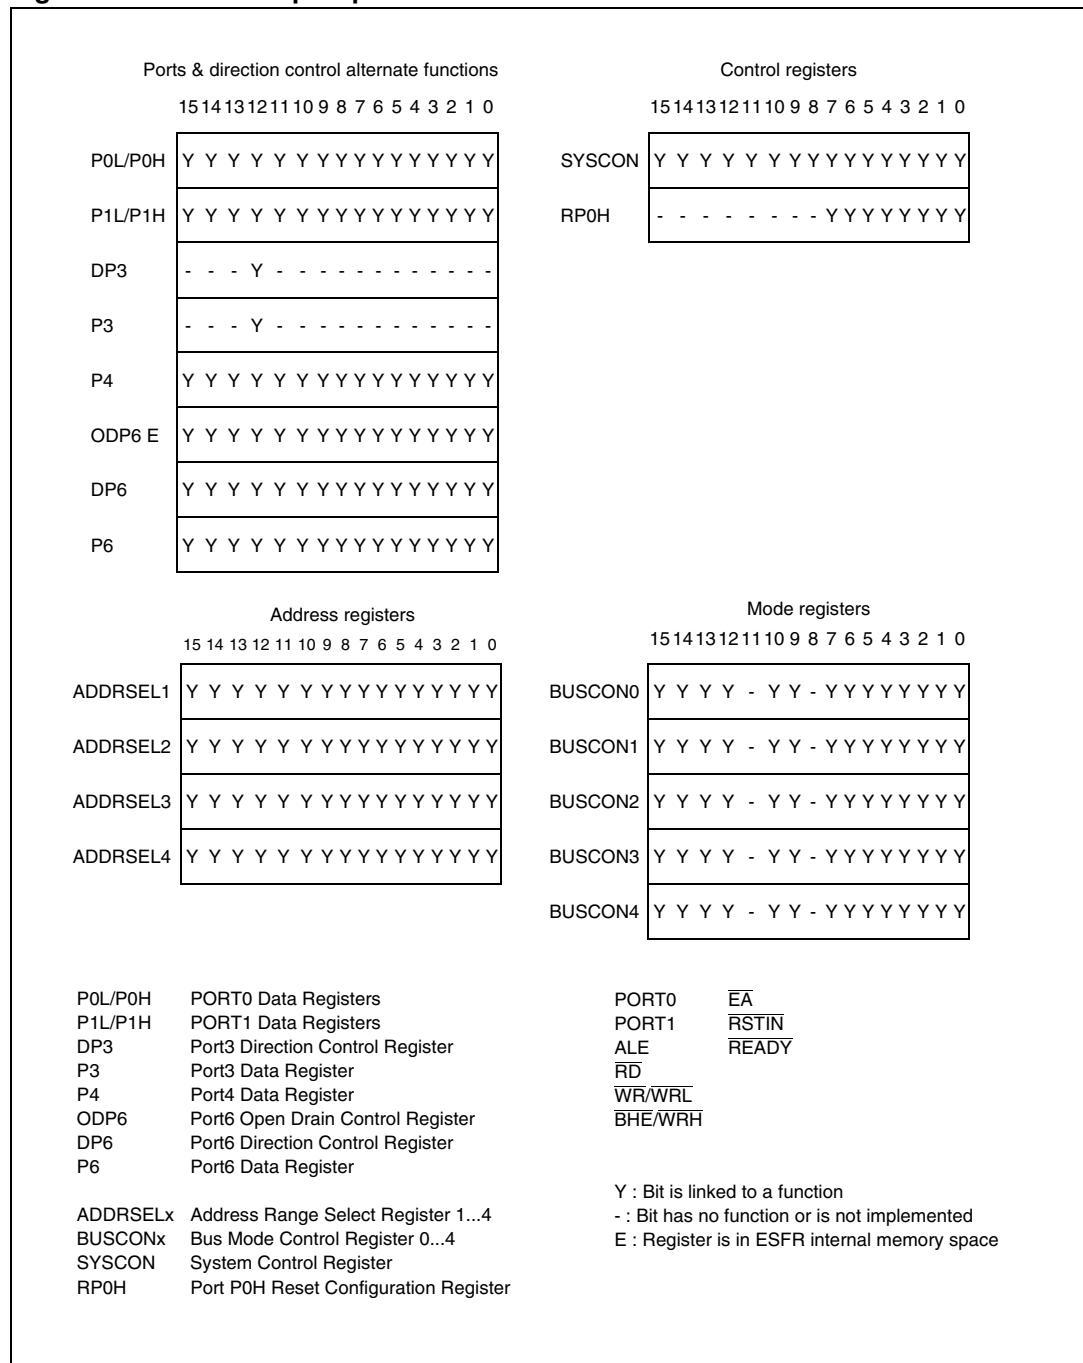 Ports & direction control alternate functions
15 14 13 12 11 10 9 8 7 6 5 4 3 2 1 0
P0L/P0H Y Y Y Y Y Y Y Y Y Y Y Y Y Y Y Y
P1L/P1H Y Y Y Y Y Y Y Y Y Y Y Y Y Y Y Y
DP3 - - - Y - - - - - - - - - - - -
P3 - - - Y - - - - - - - - - - - -
P4 Y Y Y Y Y Y Y Y Y Y Y Y Y Y Y Y
ODP6 E Y Y Y Y Y Y Y Y Y Y Y Y Y Y Y Y
DP6 Y Y Y Y Y Y Y Y Y Y Y Y Y Y Y Y
P6 Y Y Y Y Y Y Y Y Y Y Y Y Y Y Y Y
Control registers
15 14 13 12 11 10 9 8 7 6 5 4 3 2 1 0
SYSCON Y Y Y Y Y Y Y Y Y Y Y Y Y Y Y Y
RP0H - - - - - - - - Y Y Y Y Y Y Y Y
Address registers
15 14 13 12 11 10 9 8 7 6 5 4 3 2 1 0
ADDRSEL1 Y Y Y Y Y Y Y Y Y Y Y Y Y Y Y Y
ADDRSEL2 Y Y Y Y Y Y Y Y Y Y Y Y Y Y Y Y
ADDRSEL3 Y Y Y Y Y Y Y Y Y Y Y Y Y Y Y Y
ADDRSEL4 Y Y Y Y Y Y Y Y Y Y Y Y Y Y Y Y
Mode registers
15 14 13 12 11 10 9 8 7 6 5 4 3 2 1 0
BUSCON0 Y Y Y Y - Y Y - Y Y Y Y Y Y Y Y
BUSCON1 Y Y Y Y - Y Y - Y Y Y Y Y Y Y Y
BUSCON2 Y Y Y Y - Y Y - Y Y Y Y Y Y Y Y
BUSCON3 Y Y Y Y - Y Y - Y Y Y Y Y Y Y Y
BUSCON4 Y Y Y Y - Y Y - Y Y Y Y Y Y Y Y
P0L/P0H PORT0 Data Registers
P1L/P1H PORT1 Data Registers
DP3 Port3 Direction Control Register
P3 Port3 Data Register
P4 Port4 Data Register
ODP6 Port6 Open Drain Control Register
DP6 Port6 Direction Control Register
P6 Port6 Data Register
ADDRSELx Address Range Select Register 1...4
BUSCONx Bus Mode Control Register 0...4
SYSCON System Control Register
RP0H Port P0H Reset Configuration Register
PORT0 EA
PORT1 RSTIN
ALE READY
RD
WR/WRL
BHE/WRH
Y : Bit is linked to a function
- : Bit has no function or is not implemented
E : Register is in ESFR internal memory space